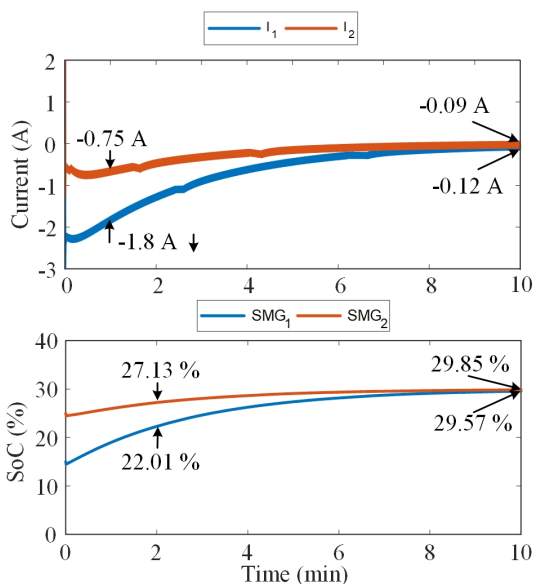 I1 I2
Current (A)
2
1
0
-1
-2
-3
-0.75 A
-1.8 A
-0.09 A
-0.12 A
0 2 4 6 8 10
SMG1 SMG2
SoC (%)
40
30
20
10
0
27.13 %
22.01 %
29.85 %
29.57 %
0 2 4 6 8 10
Time (min)